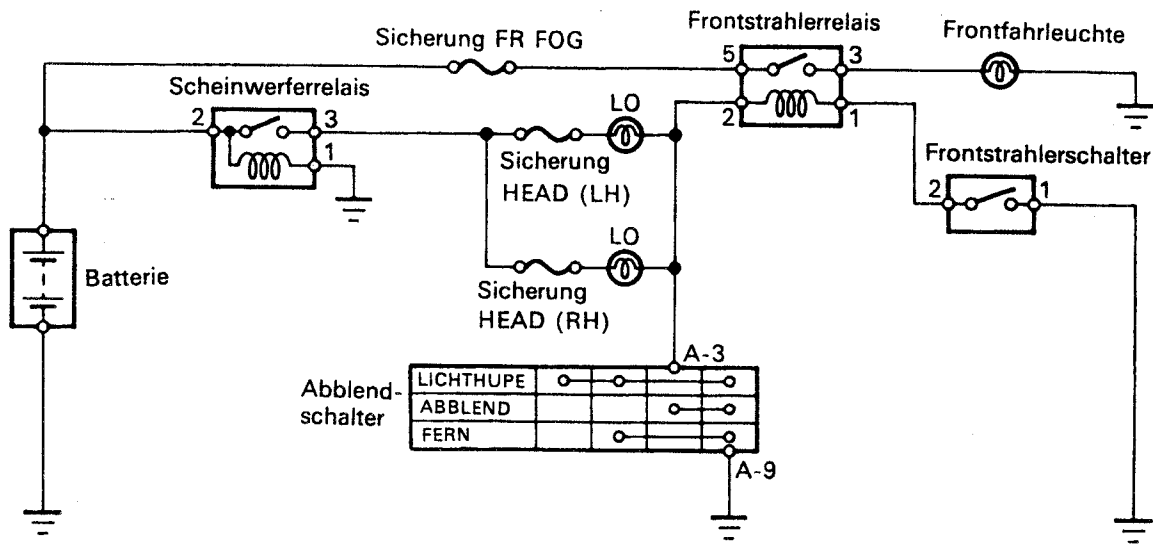 Sicherung FR FOG
Frontstrahlerrelais
Frontfahrleuchte
5
3
2
1
Scheinwerferrelais
2
3
1
LO
Sicherung
HEAD (LH)
LO
Sicherung
HEAD (RH)
Frontstrahlerschalter
2
1
Batterie
A-3
Abblend-
schalter
LICHTHUPE
ABBLEND
FERN
A-9